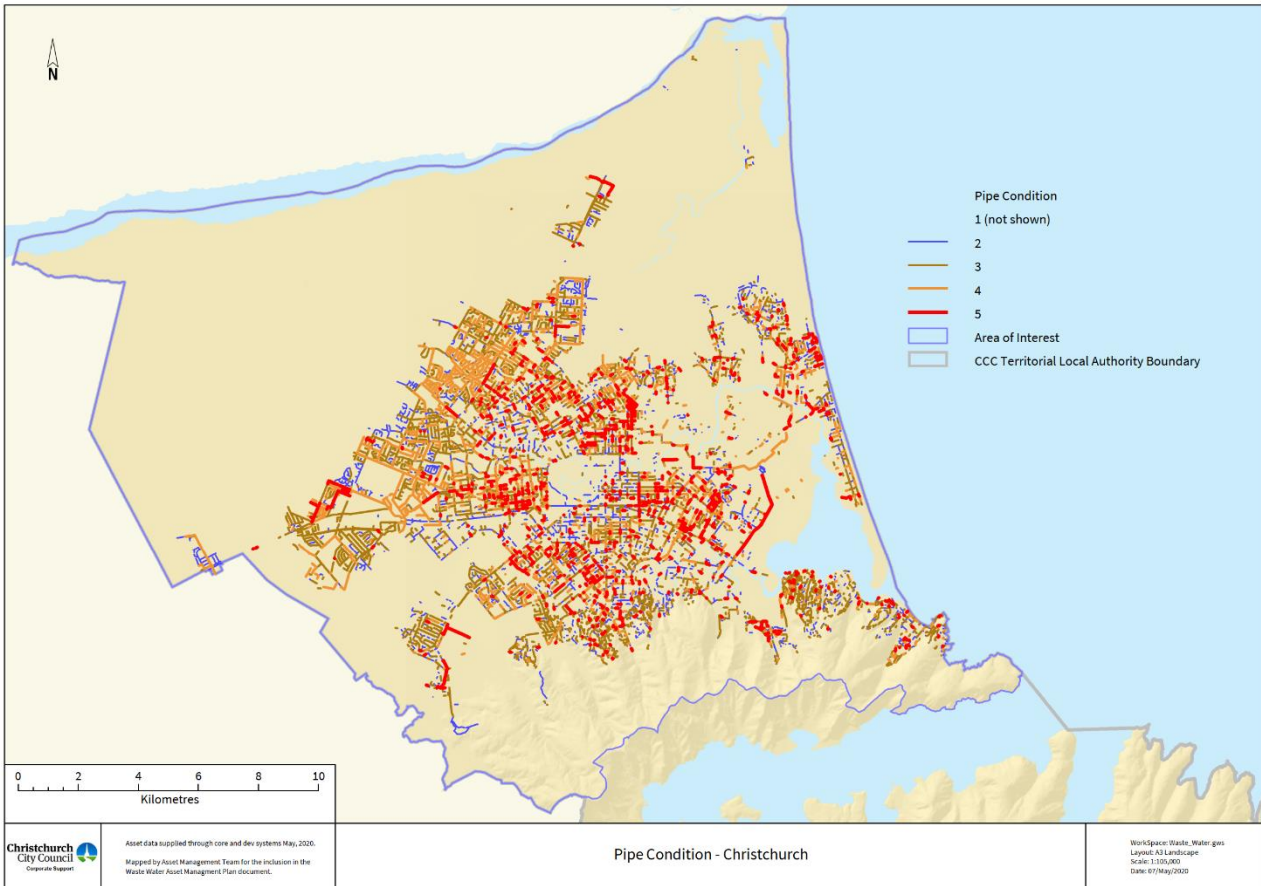 N
Pipe Condition
1 (not shown)
2
3
4
5
Area of Interest
CCC Territorial Local Authority Boundary
0 2 4 6 8 10
Kilometres
Christchurch
City Council
Corporate Support
Asset data supplied through core and dev systems May, 2020.
Mapped by Asset Management Team for the inclusion in the
Waste Water Asset Managment Plan document.
Pipe Condition - Christchurch
WorkSpace: Waste_Water.gws
Layout: A3 Landscape
Scale: 1:105,000
Date: 07/May/2020